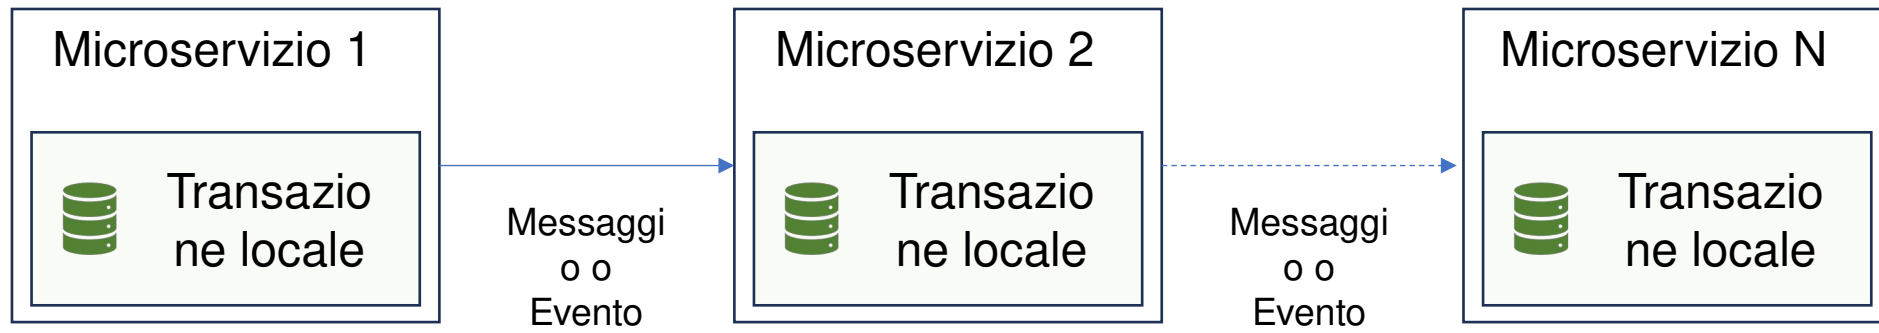 Microservizio 1
Transazio
ne locale
Messaggi
o o
Evento
Microservizio 2
Transazio
ne locale
Messaggi
o o
Evento
Microservizio N
Transazio
ne locale